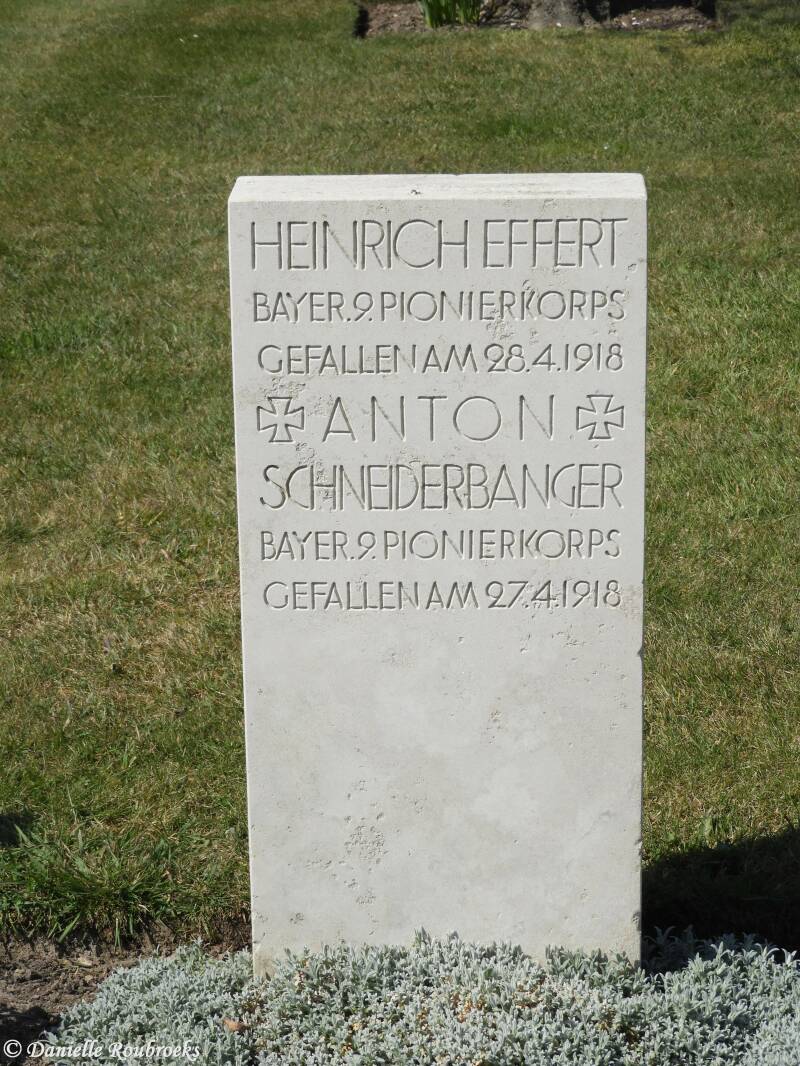 HEINRICH EFFERT
BAYER.9.PIONIERKORPS
GEFALLEN AM 28.4.1918
ANTON
SCHNEIDERBANGER
BAYER.9.PIONIERKORPS
GEFALLEN AM 27.4.1918
© Danielle Roubroeks